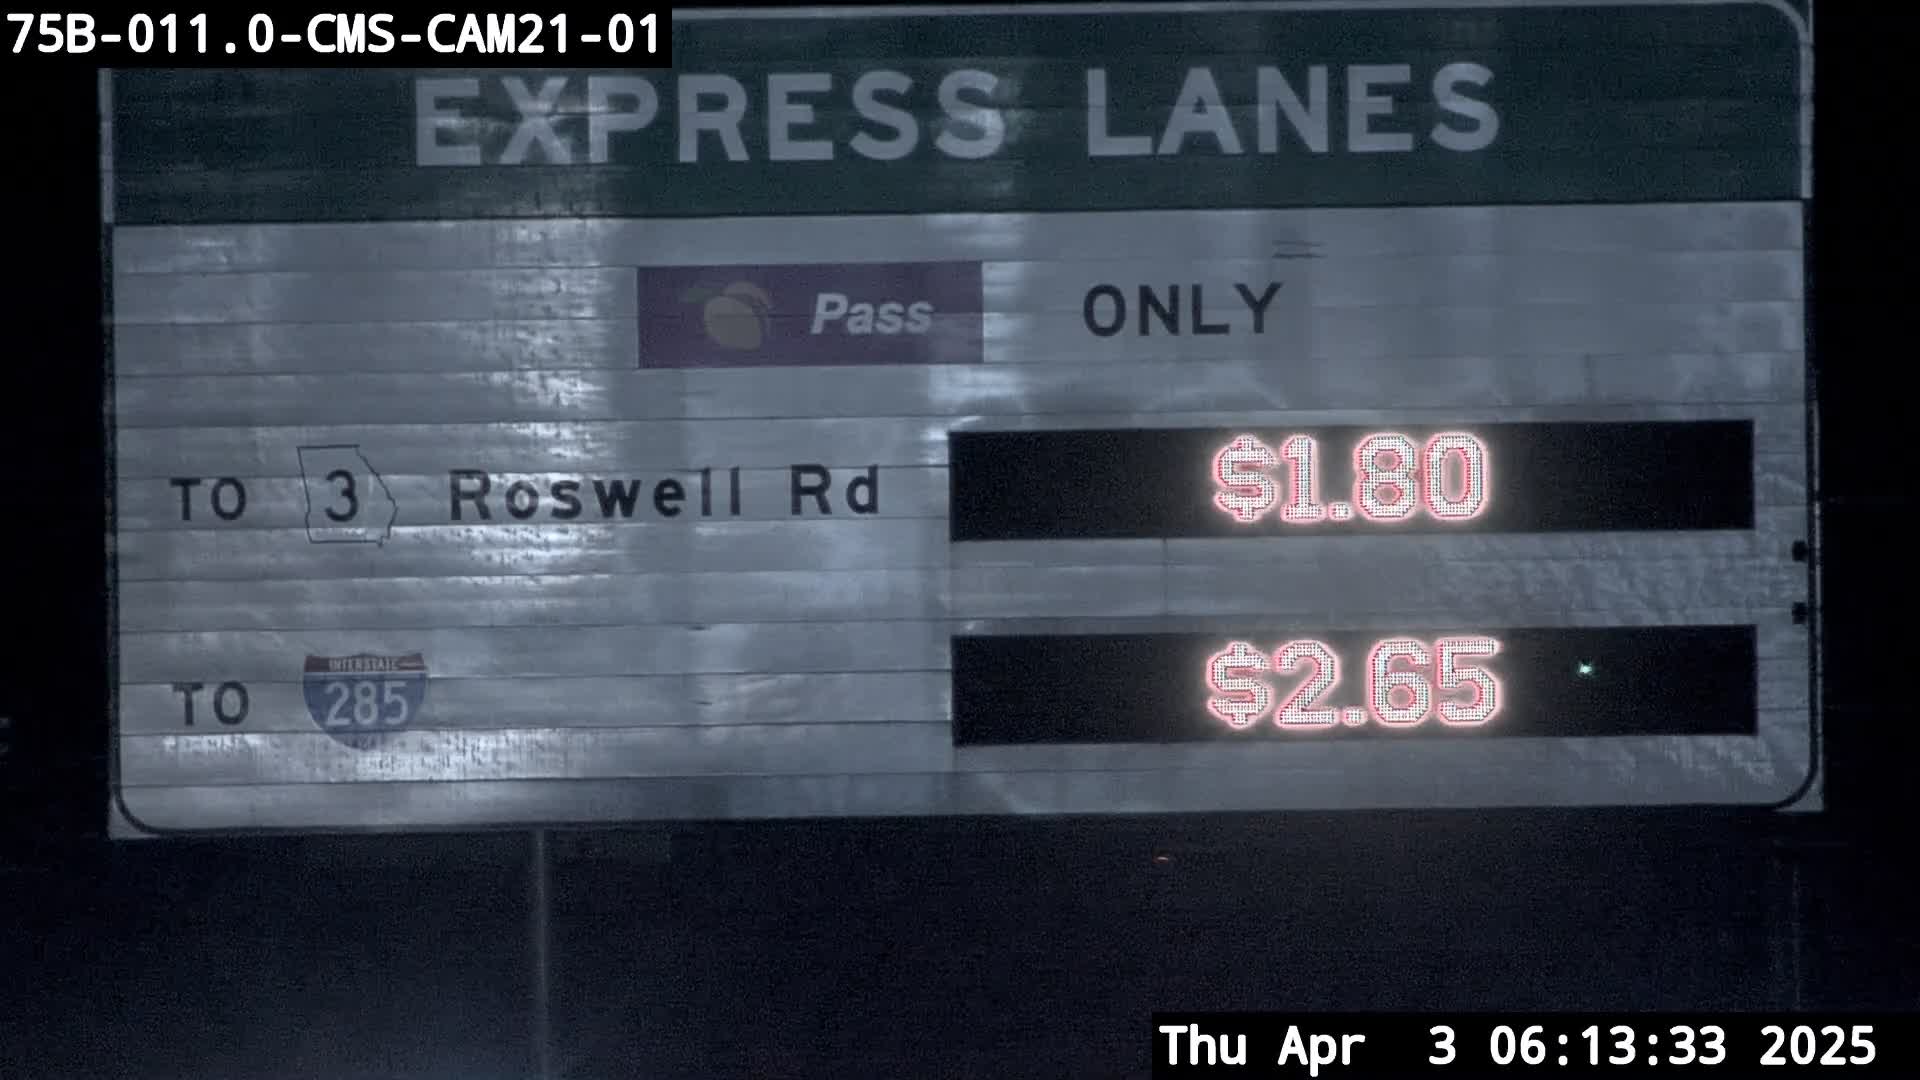 75B-011.0-CMS-CAM21-01
EXPRESS LANES
Pass ONLY
TO 3 Roswell Rd $1.80
INTERSTATE
TO 285 $2.65
Thu Apr 3 06:13:33 2025